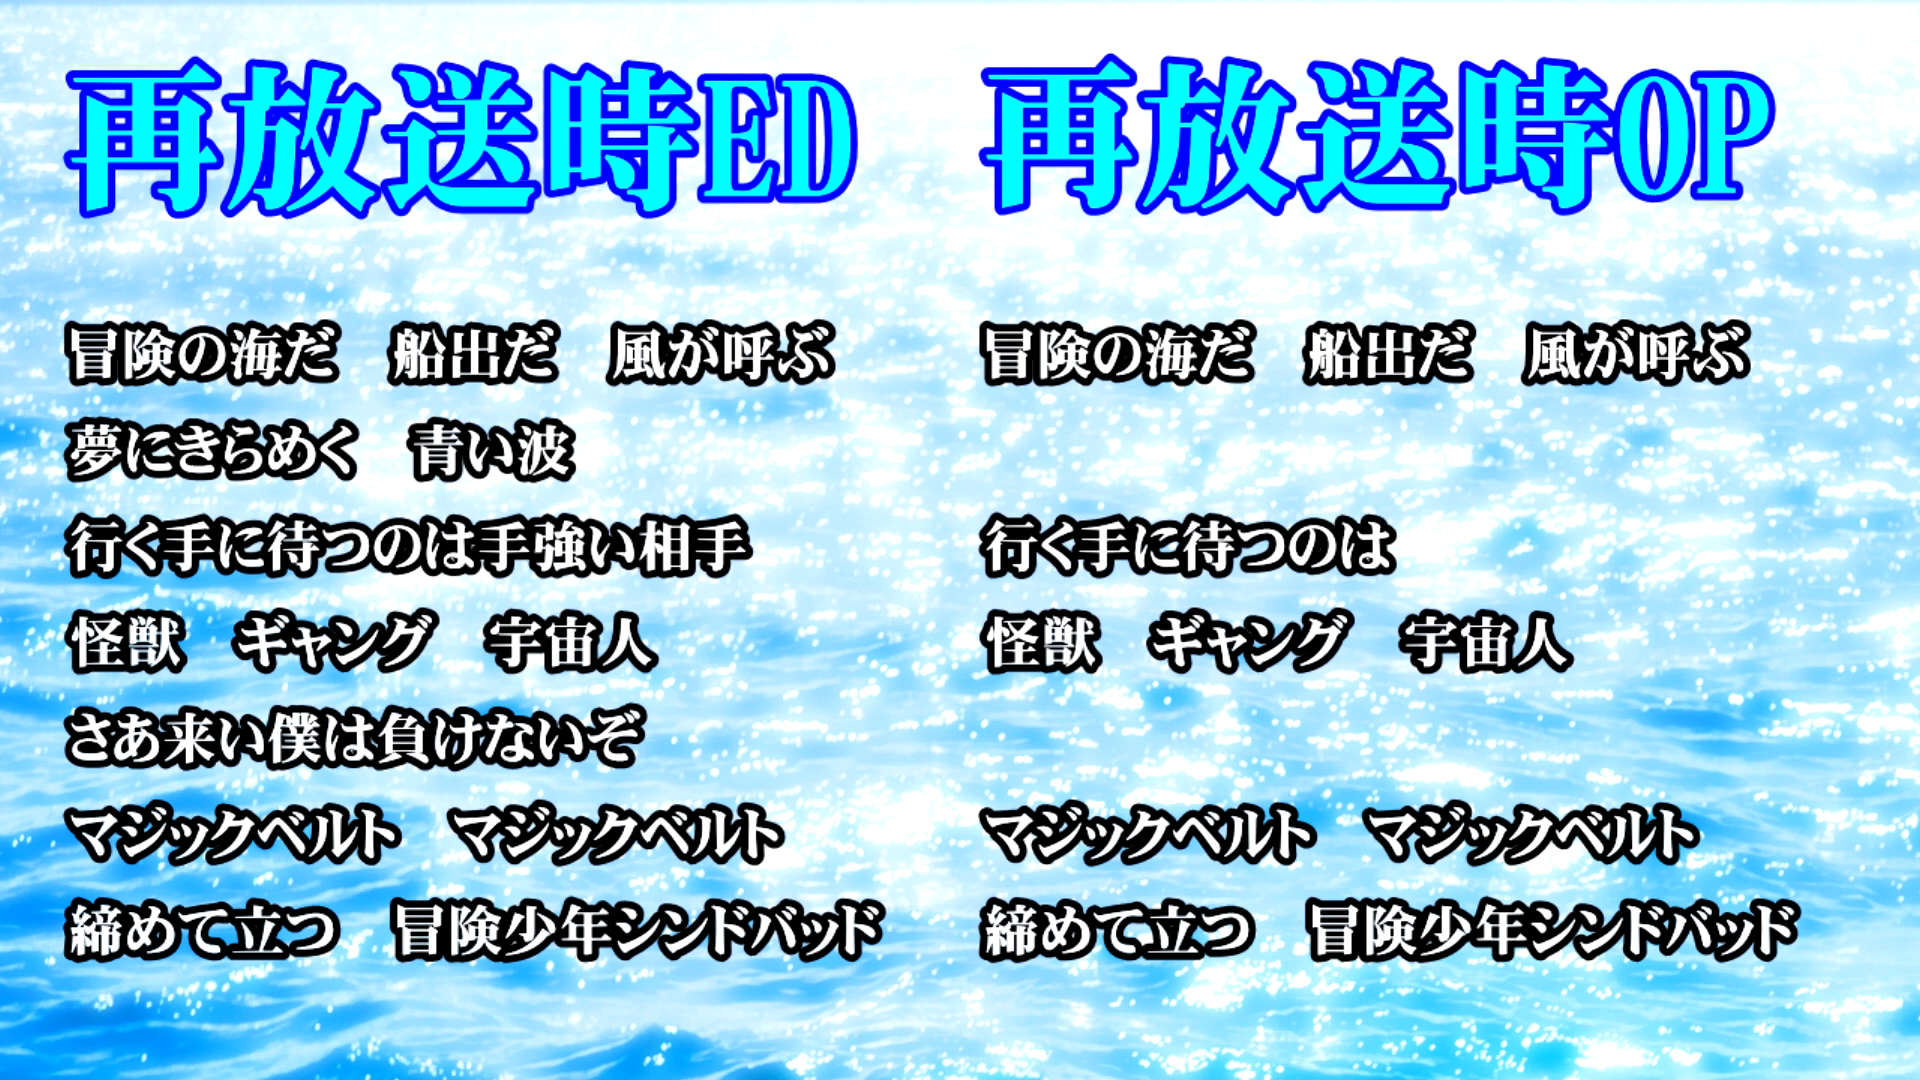 再放送時ED
冒険の海だ　船出だ　風が呼ぶ
夢にきらめく　青い波
行く手に待つのは手強い相手
怪獣　ギャング　宇宙人
さあ来い僕は負けないぞ
マジックベルト　マジックベルト
締めて立つ　冒険少年シンドバッド
再放送時OP
冒険の海だ　船出だ　風が呼ぶ
行く手に待つのは
怪獣　ギャング　宇宙人
マジックベルト　マジックベルト
締めて立つ　冒険少年シンドバッド